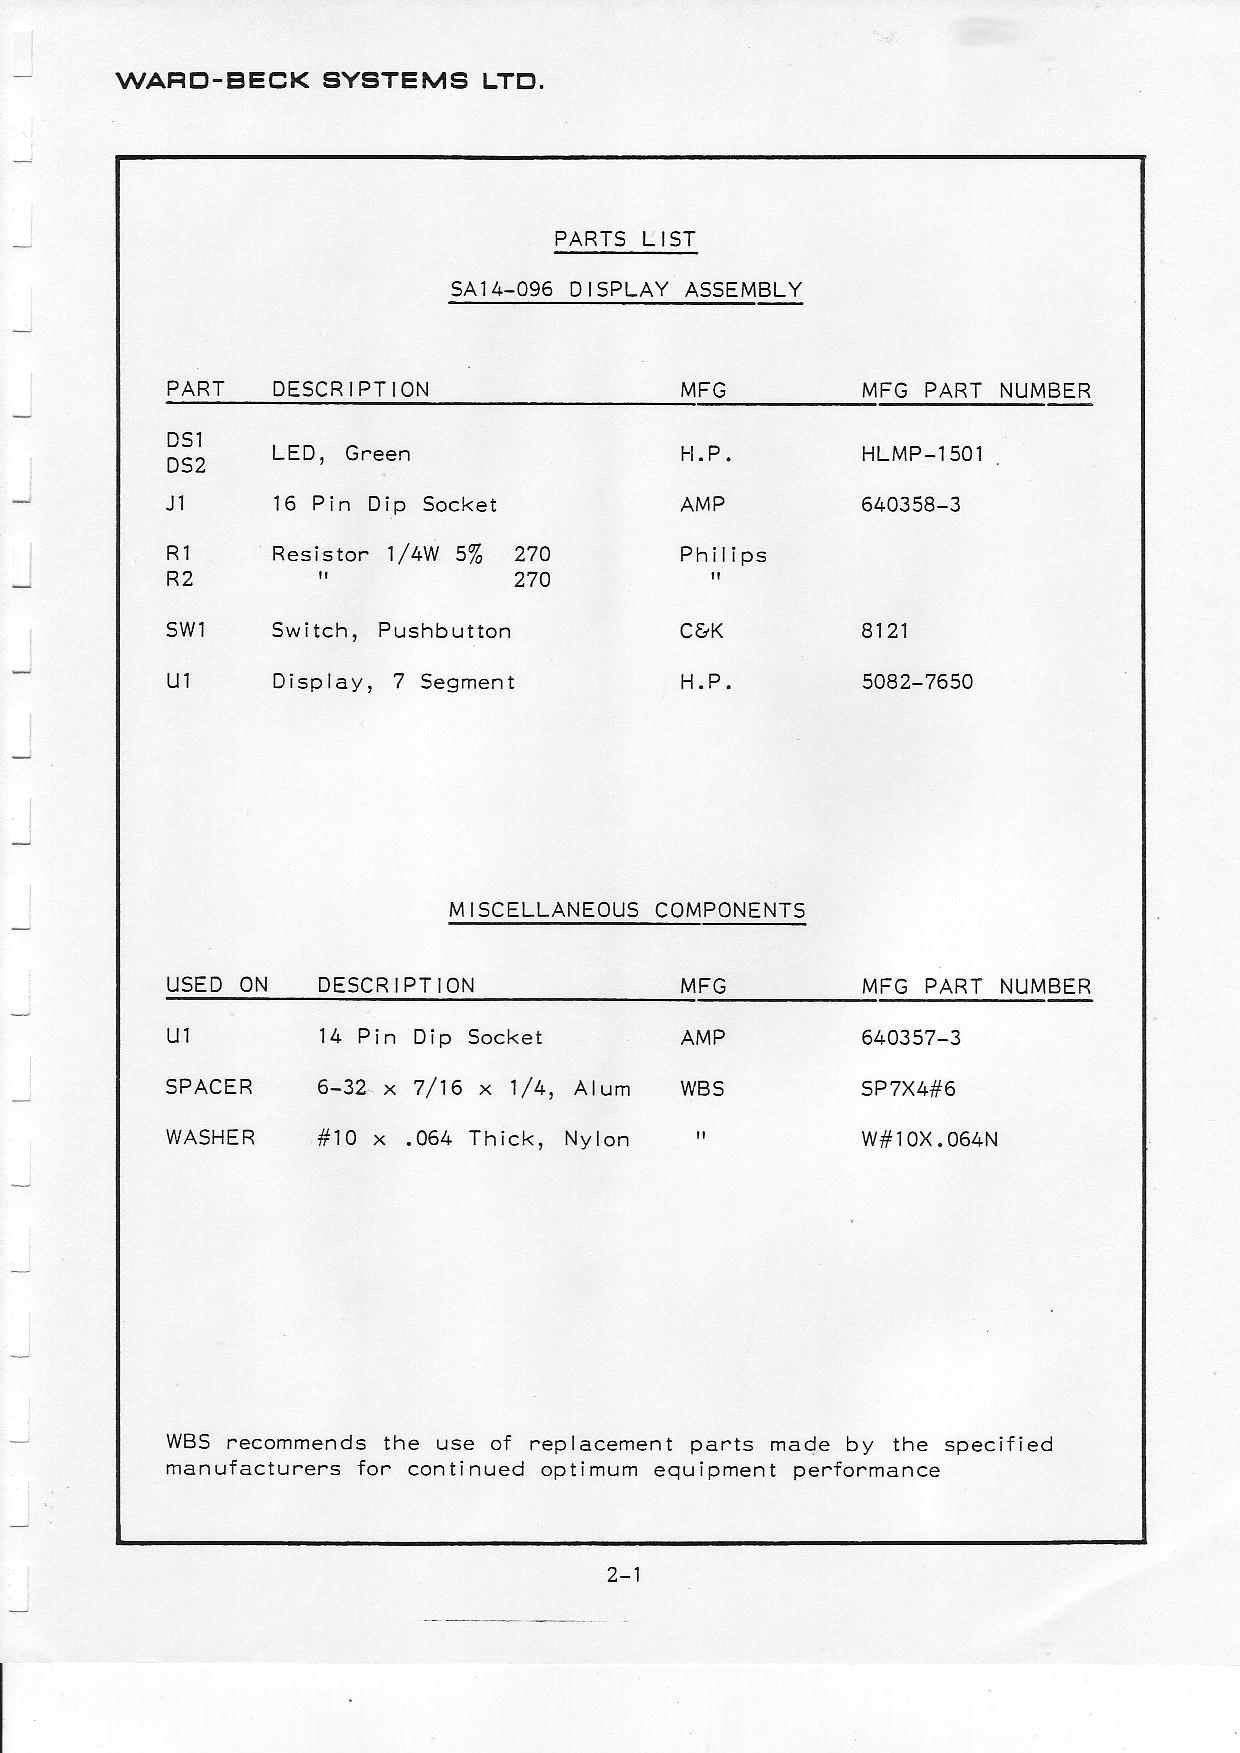 WARD-BECK SYSTEMS LTD.
PARTS LIST
SA14-096 DISPLAY ASSEMBLY
PART DESCRIPTION MFG MFG PART NUMBER
DS1
DS2 LED, Green H.P. HLMP-1501
J1 16 Pin Dip Socket AMP 640358-3
R1 Resistor 1/4W 5% 270 Philips
R2 " 270 "
SW1 Switch, Pushbutton C&K 8121
U1 Display, 7 Segment H.P. 5082-7650
MISCELLANEOUS COMPONENTS
USED ON DESCRIPTION MFG MFG PART NUMBER
U1 14 Pin Dip Socket AMP 640357-3
SPACER 6-32 x 7/16 x 1/4, Alum WBS SP7X4#6
WASHER #10 x .064 Thick, Nylon " W#10X.064N
WBS recommends the use of replacement parts made by the specified
manufacturers for continued optimum equipment performance
2-1